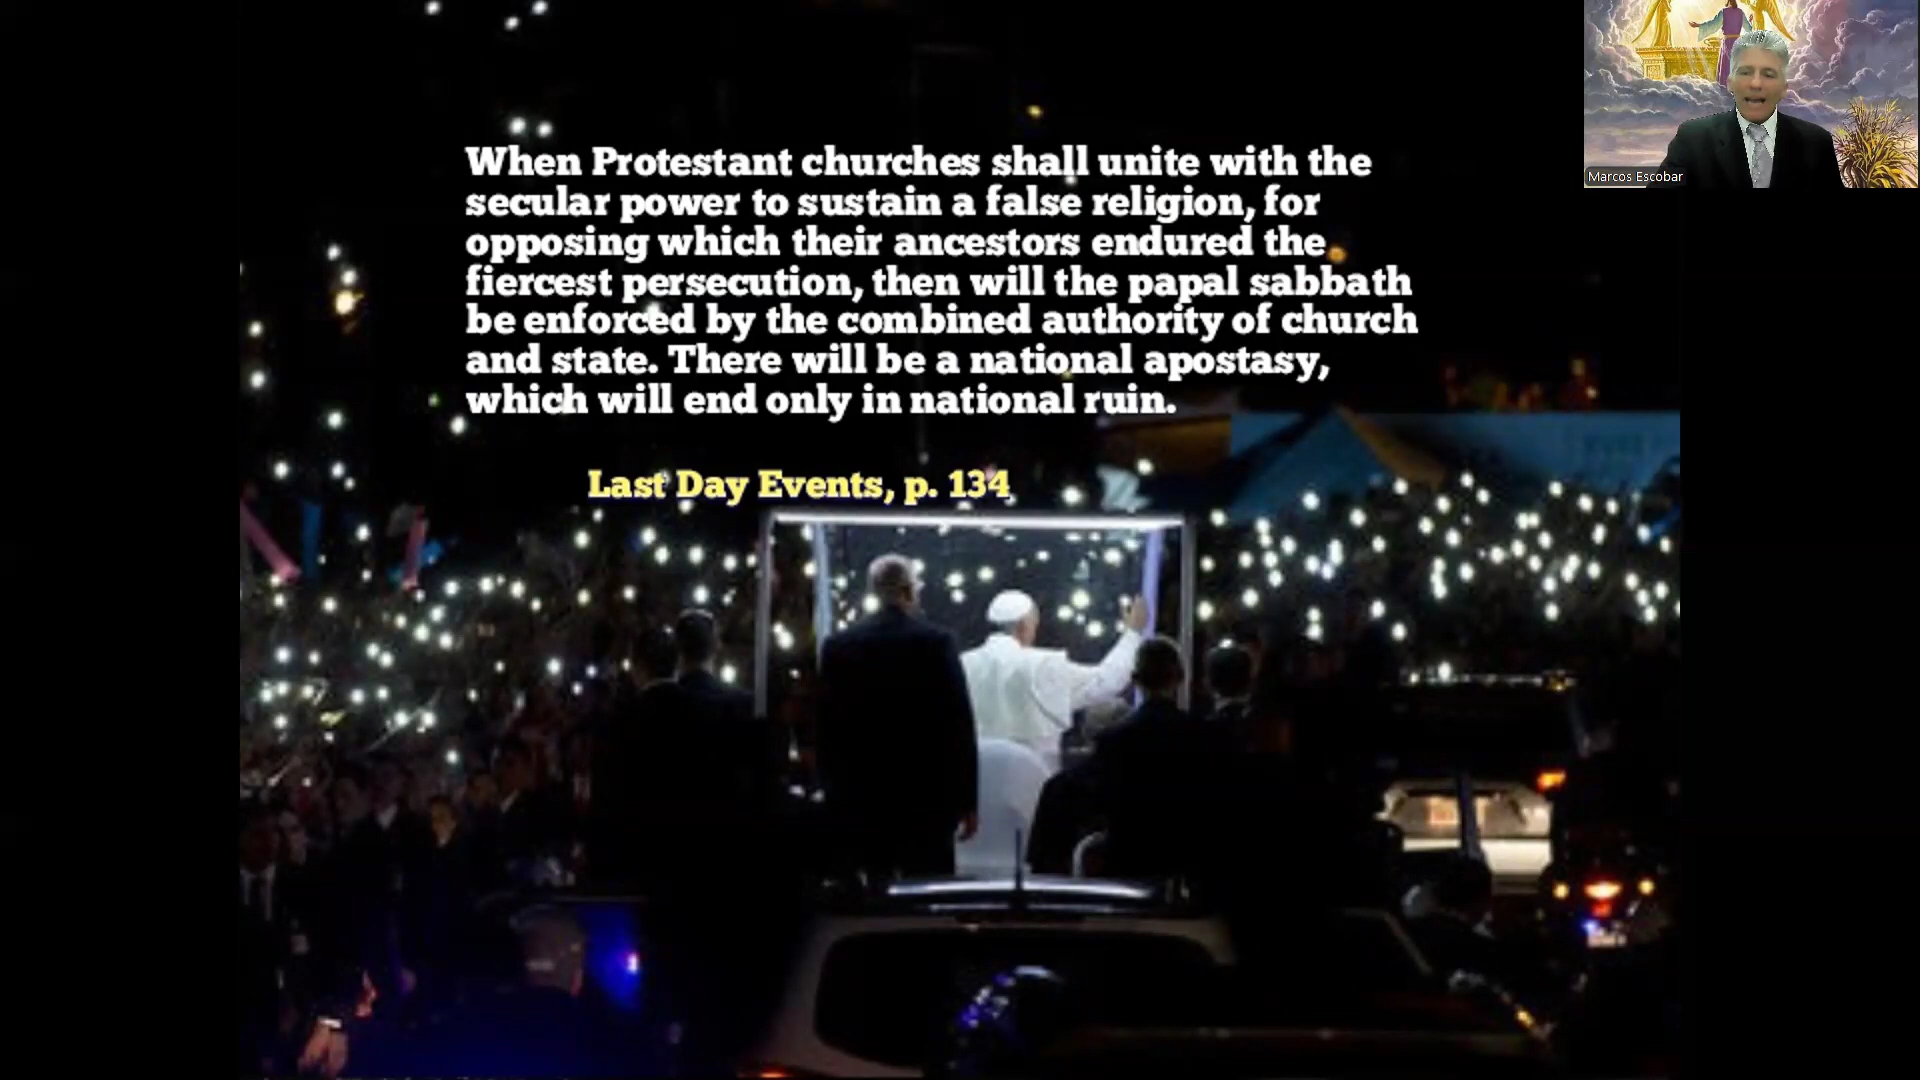 When Protestant churches shall unite with the
secular power to sustain a false religion, for
opposing which their ancestors endured the
fiercest persecution, then will the papal sabbath
be enforced by the combined authority of church
and state. There will be a national apostasy,
which will end only in national ruin.
Last Day Events, p. 134
Marcos Escobar